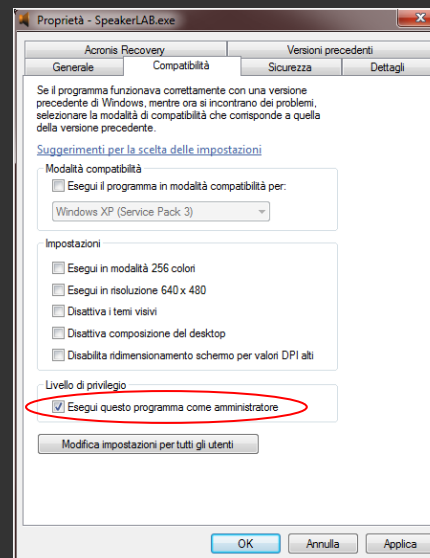 Proprietà - SpeakerLAB.exe
Acronis Recovery
Versioni precedenti
Generale
Compatibilità
Sicurezza
Dettagli
Se il programma funzionava correttamente con una versione
precedente di Windows, mentre ora si incontrano dei problemi,
selezionare la modalità di compatibilità che corrisponde a quella
della versione precedente.
Suggerimenti per la scelta delle impostazioni
Modalità compatibilità
Esegui il programma in modalità compatibilità per:
Windows XP (Service Pack 3)
Impostazioni
Esegui in modalità 256 colori
Esegui in risoluzione 640 x 480
Disattiva i temi visivi
Disattiva composizione del desktop
Disabilita ridimensionamento schermo per valori DPI alti
Livello di privilegio
Esegui questo programma come amministratore
Modifica impostazioni per tutti gli utenti
OK
Annulla
Applica